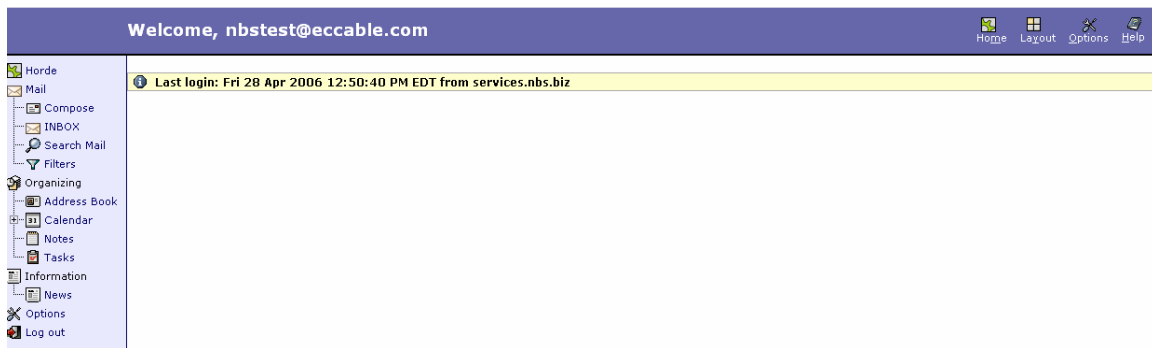 Welcome, nbstest@eccable.com
Home Layout Options Help
Horde
Last login: Fri 28 Apr 2006 12:50:40 PM EDT from services.nbs.biz
Mail
Compose
INBOX
Search Mail
Filters
Organizing
Address Book
31 Calendar
Notes
Tasks
Information
News
Options
Log out